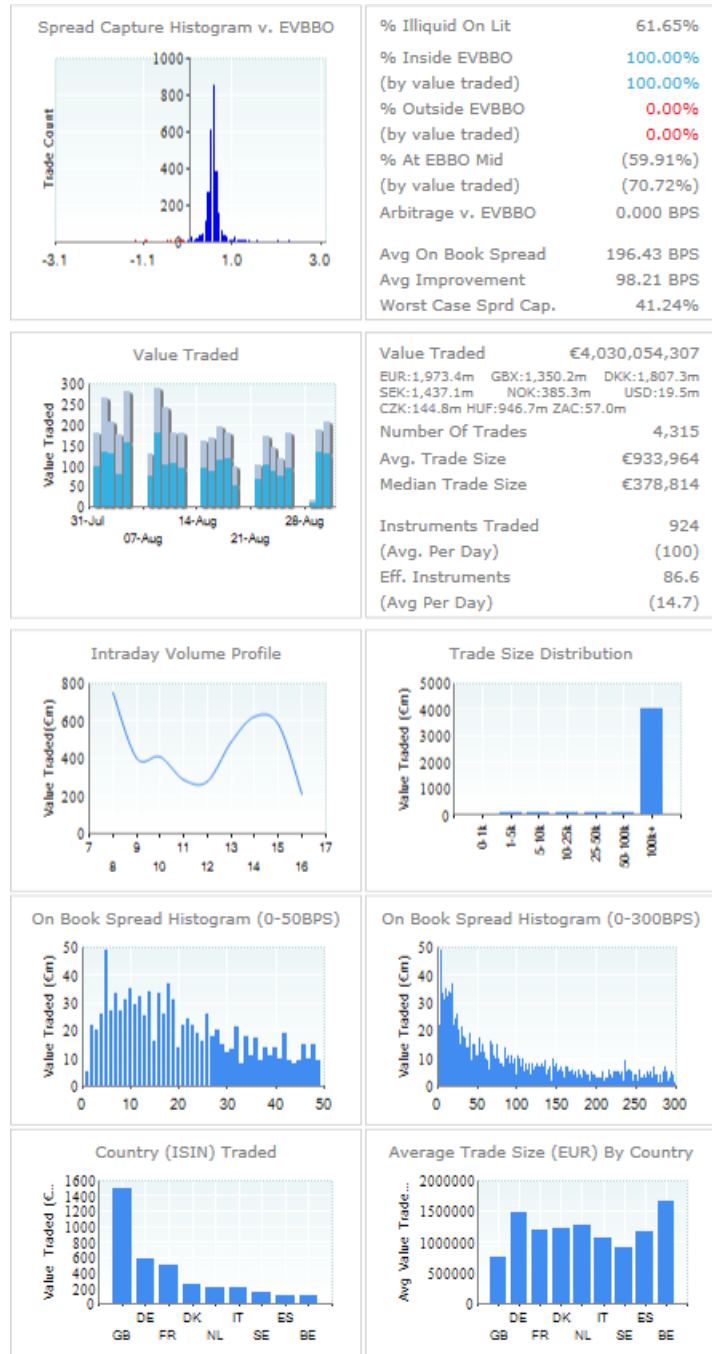 Spread Capture Histogram v. EVBBO
Trade Count
1000
800
600
400
200
0
-3.1 -1.1 1.0 3.0
% Illiquid On Lit 61.65%
% Inside EVBBO 100.00%
(by value traded) 100.00%
% Outside EVBBO 0.00%
(by value traded) 0.00%
% At EBBO Mid (59.91%)
(by value traded) (70.72%)
Arbitrage v. EVBBO 0.000 BPS
Avg On Book Spread 196.43 BPS
Avg Improvement 98.21 BPS
Worst Case Sprd Cap. 41.24%
Value Traded
Value Traded
300
250
200
150
100
50
0
31-Jul 14-Aug 28-Aug
07-Aug 21-Aug
Value Traded €4,030,054,307
EUR:1,973.4m GBX:1,350.2m DKK:1,807.3m
SEK:1,437.1m NOK:385.3m USD:19.5m
CZK:144.8m HUF:946.7m ZAC:57.0m
Number Of Trades 4,315
Avg. Trade Size €933,964
Median Trade Size €378,814
Instruments Traded 924
(Avg. Per Day) (100)
Eff. Instruments 86.6
(Avg Per Day) (14.7)
Intraday Volume Profile
Value Traded(€m)
800
600
400
200
0
7 9 11 13 15 17
8 10 12 14 16
Trade Size Distribution
Value Traded (€m)
5000
4000
3000
2000
1000
0
0-1k 1-5k 5-10k 10-25k 25-50k 50-100k 100k+
On Book Spread Histogram (0-50BPS)
Value Traded (€m)
50
40
30
20
10
0
0 10 20 30 40 50
On Book Spread Histogram (0-300BPS)
Value Traded (€m)
50
40
30
20
10
0
0 50 100 150 200 250 300
Country (ISIN) Traded
Value Traded (€...
1600
1400
1200
1000
800
600
400
200
0
DE DK IT ES
GB FR NL SE BE
Average Trade Size (EUR) By Country
Avg Value Trade...
2000000
1500000
1000000
500000
0
DE DK IT ES
GB FR NL SE BE